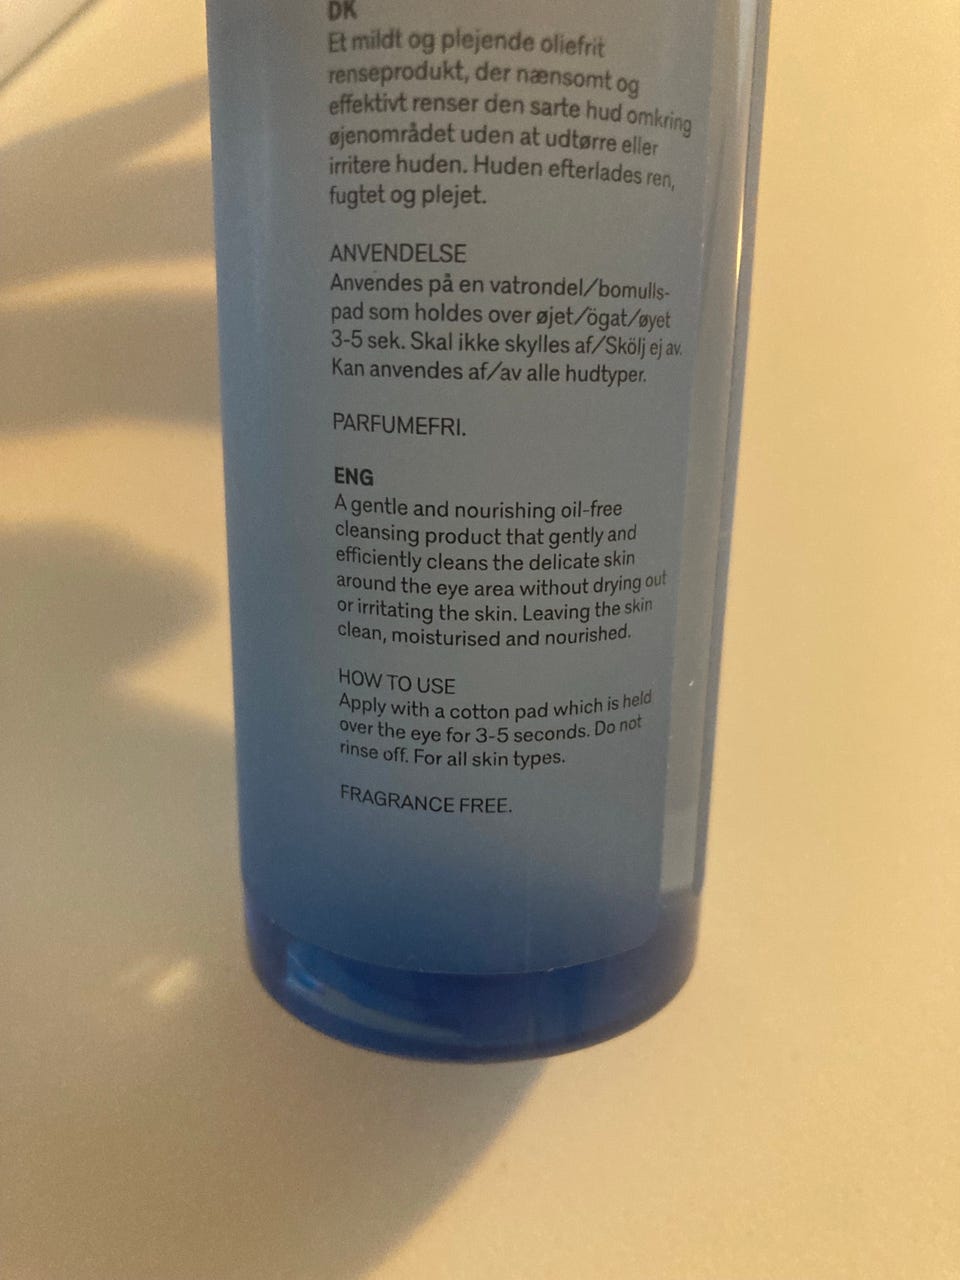 DK
Et mildt og plejende oliefrit
renseprodukt, der nænsomt og
effektivt renser den sarte hud omkring
øjenområdet uden at udtørre eller
irritere huden. Huden efterlades ren,
fugtet og plejet.
ANVENDELSE
Anvendes på en vatrondel/bomulls-
pad som holdes over øjet/ögat/øyet
3-5 sek. Skal ikke skylles af/Skölj ej av.
Kan anvendes af/av alle hudtyper.
PARFUMEFRI.
ENG
A gentle and nourishing oil-free
cleansing product that gently and
efficiently cleans the delicate skin
around the eye area without drying out
or irritating the skin. Leaving the skin
clean, moisturised and nourished.
HOW TO USE
Apply with a cotton pad which is held
over the eye for 3-5 seconds. Do not
rinse off. For all skin types.
FRAGRANCE FREE.